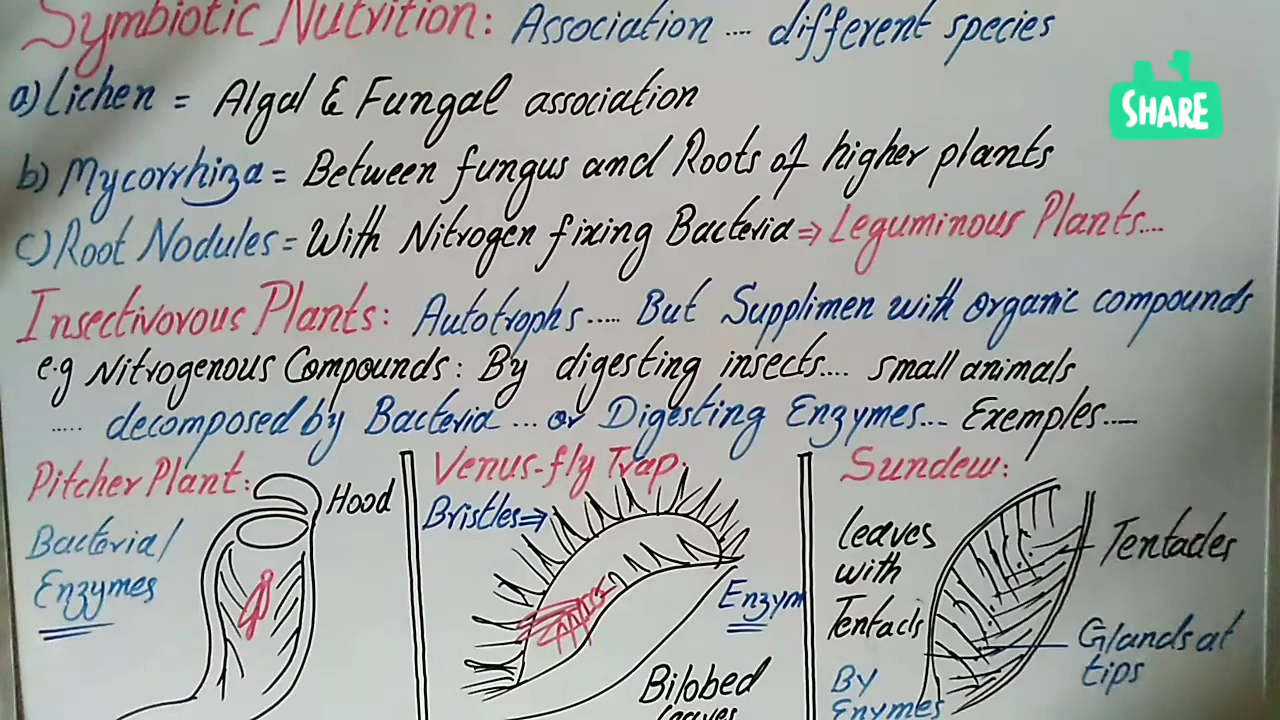 Symbiotic Nutrition: Association .... different species
SHARE
a) Lichen = Algal & Fungal association
b) Mycorrhiza = Between fungus and Roots of higher plants
c) Root Nodules = With Nitrogen fixing Bacteria ⇒ Leguminous Plants....
Insectivorous Plants: Autotrophs..... But Supplimen with organic compounds
e.g Nitrogenous Compounds: By digesting insects.... small animals
..... decomposed by Bacteria ... or Digesting Enzymes.... Exemples.....
Pitcher Plant:
Hood
Bacteria/
Enzymes
Venus-fly Trap:
Bristles ⇒
Enzym
Bilobed
leaves
Sundew:
leaves
with
Tentacls
Tentacles
Glands at
tips
By
Enymes